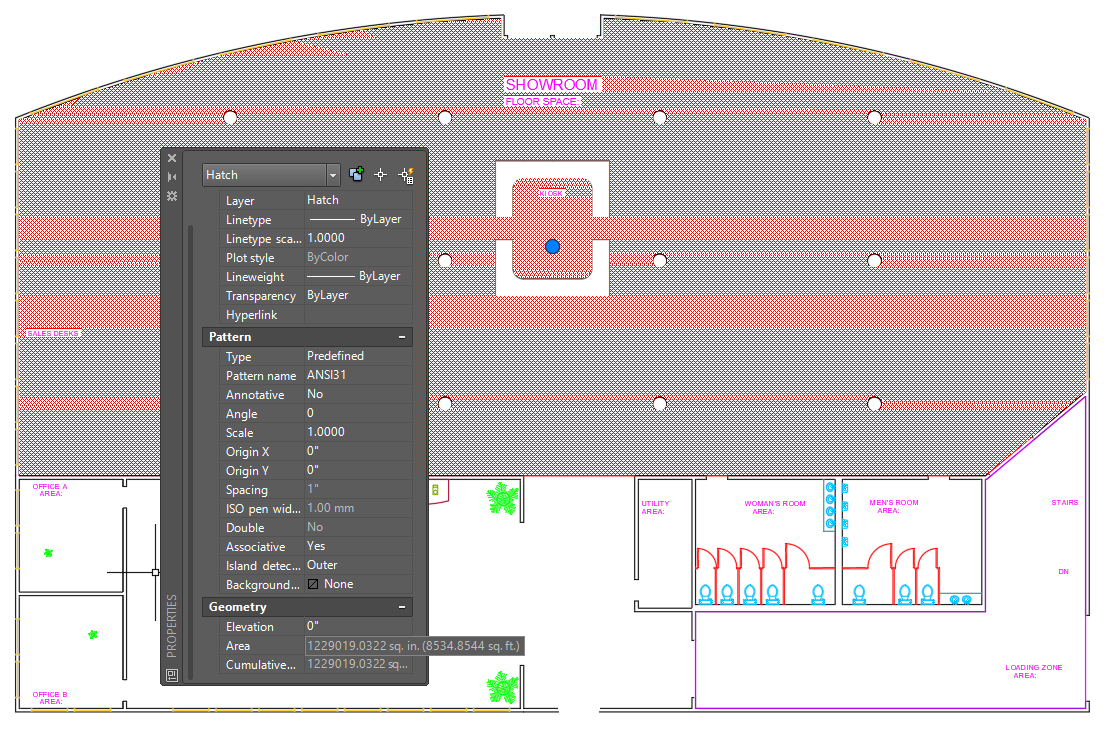 SHOWROOM
FLOOR SPACE:
KIOSK
SALES DESKS
Hatch
Layer Hatch
Linetype ByLayer
Linetype sca... 1.0000
Plot style ByColor
Lineweight ByLayer
Transparency ByLayer
Hyperlink
Pattern
Type Predefined
Pattern name ANSI31
Annotative No
Angle 0
Scale 1.0000
Origin X 0"
Origin Y 0"
Spacing 1"
ISO pen wid... 1.00 mm
Double No
Associative Yes
Island detec... Outer
Background... None
Geometry
Elevation 0"
Area 1229019.0322 sq. in. (8534.8544 sq. ft.)
Cumulative... 1229019.0322 sq...
PROPERTIES
OFFICE A
AREA:
OFFICE B
AREA:
UTILITY
AREA:
WOMAN'S ROOM
AREA:
MEN'S ROOM
AREA:
STAIRS
DN
LOADING ZONE
AREA: